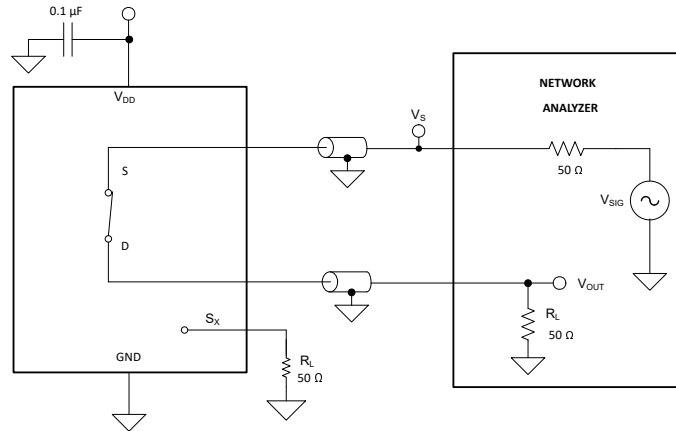 0.1 µF
VDD
NETWORK
ANALYZER
VS
S
50 Ω
VSIG
D
VOUT
SX
RL
GND
RL
50 Ω
50 Ω